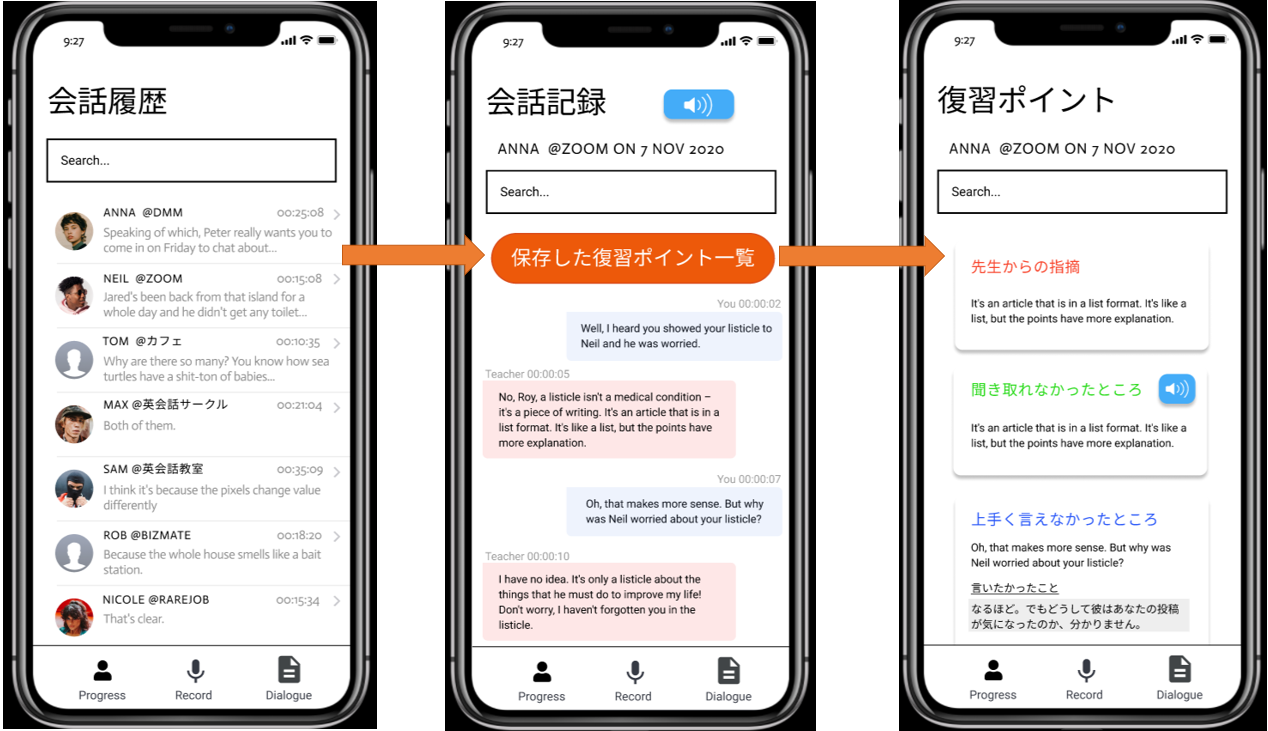 9:27
会話履歴
Search...
ANNA @DMM 00:25:08
Speaking of which, Peter really wants you to
come in on Friday to chat about...
NEIL @ZOOM 00:15:08
Jared's been back from that island for a
whole day and he didn't get any toilet...
TOM @カフェ 00:10:35
Why are there so many? You know how sea
turtles have a shit-ton of babies...
MAX @英会話サークル 00:21:04
Both of them.
SAM @英会話教室 00:35:09
I think it's because the pixels change value
differently
ROB @BIZMATE 00:18:20
Because the whole house smells like a bait
station.
NICOLE @RAREJOB 00:15:34
That's clear.
Progress Record Dialogue
9:27
会話記録
ANNA @ZOOM ON 7 NOV 2020
Search...
保存した復習ポイント一覧
You 00:00:02
Well, I heard you showed your listicle to
Neil and he was worried.
Teacher 00:00:05
No, Roy, a listicle isn't a medical condition –
it's a piece of writing. It's an article that is in a
list format. It's like a list, but the points have
more explanation.
You 00:00:07
Oh, that makes more sense. But why
was Neil worried about your listicle?
Teacher 00:00:10
I have no idea. It's only a listicle about the
things that he must do to improve my life!
Don't worry, I haven't forgotten you in the
listicle.
Progress Record Dialogue
9:27
復習ポイント
ANNA @ZOOM ON 7 NOV 2020
Search...
先生からの指摘
It's an article that is in a list format. It's like a
list, but the points have more explanation.
聞き取れなかったところ
It's an article that is in a list format. It's like a
list, but the points have more explanation.
上手く言えなかったところ
Oh, that makes more sense. But why was
Neil worried about your listicle?
言いたかったこと
なるほど。でもどうして彼はあなたの投稿
が気になったのか、分かりません。
Progress Record Dialogue